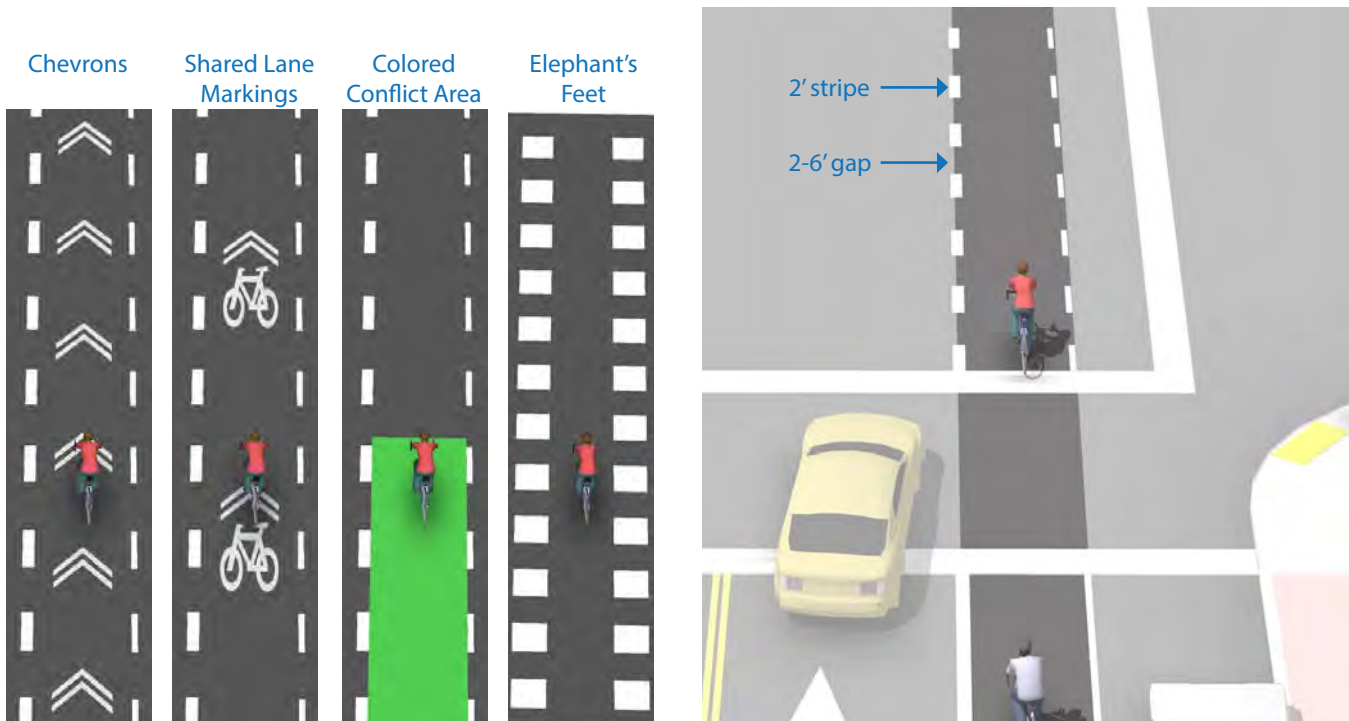 Chevrons
Shared Lane
Markings
Colored
Conflict Area
Elephant’s
Feet
2’ stripe
2-6’ gap